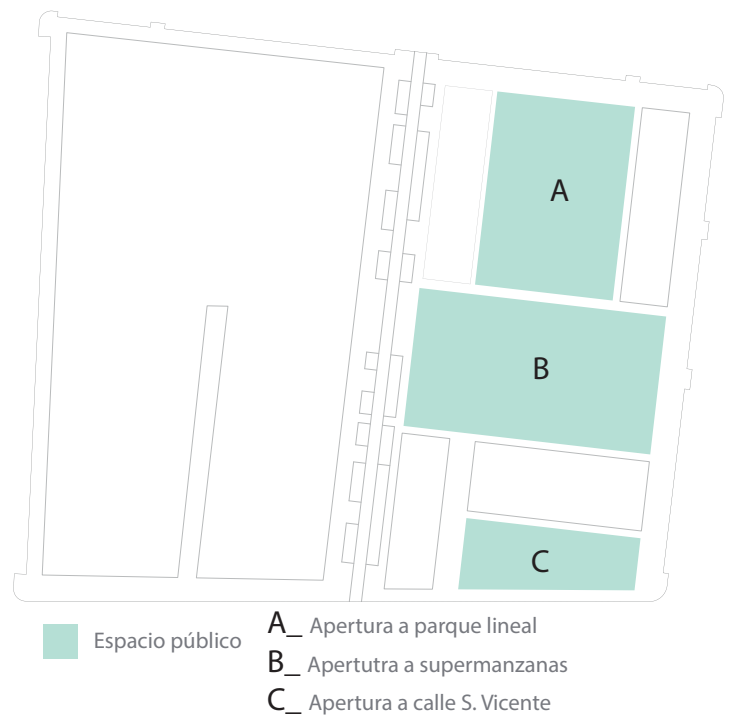 A
B
C
Espacio público
A_ Apertura a parque lineal
B_ Apertutra a supermanzanas
C_ Apertura a calle S. Vicente